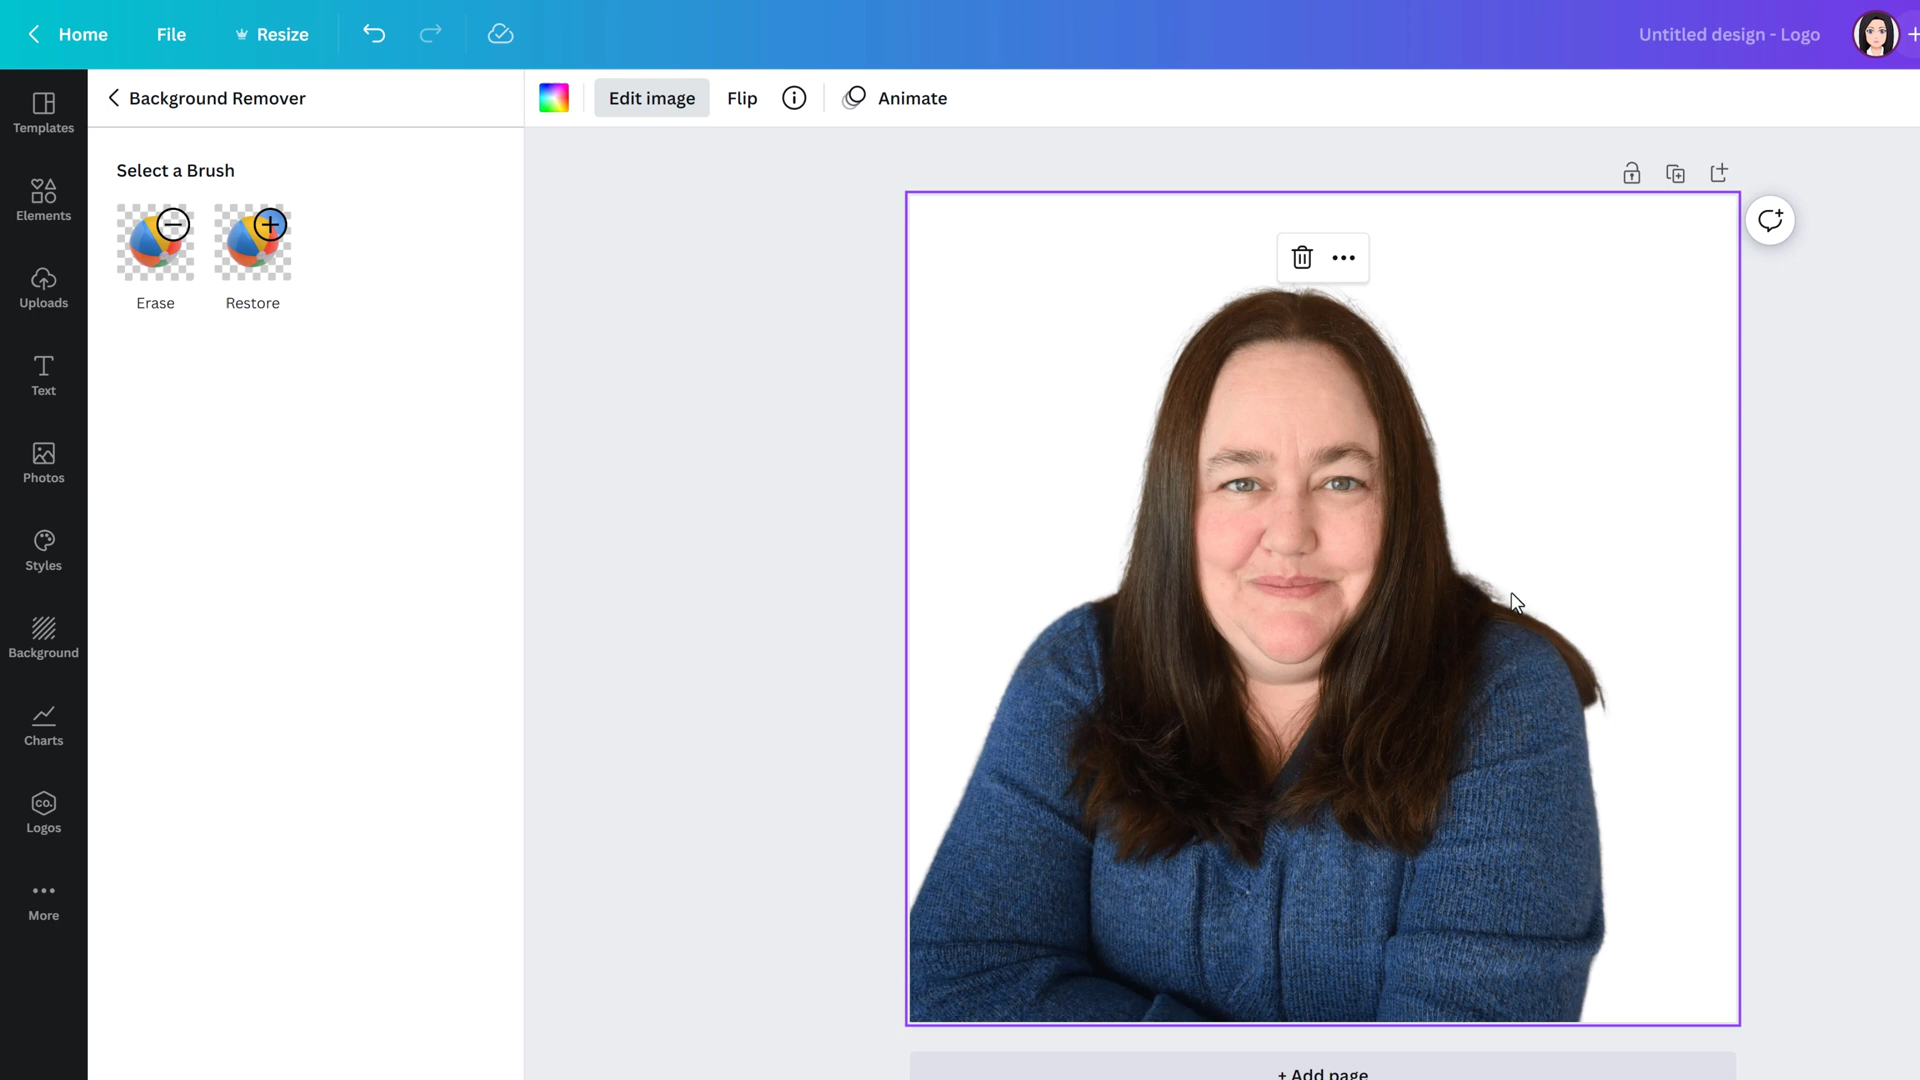 Home File Resize Untitled design - Logo
Background Remover
Edit image Flip Animate
Templates
Select a Brush
Elements
Erase Restore
Uploads
Text
Photos
Styles
Background
Charts
CO.
Logos
More
+ Add page